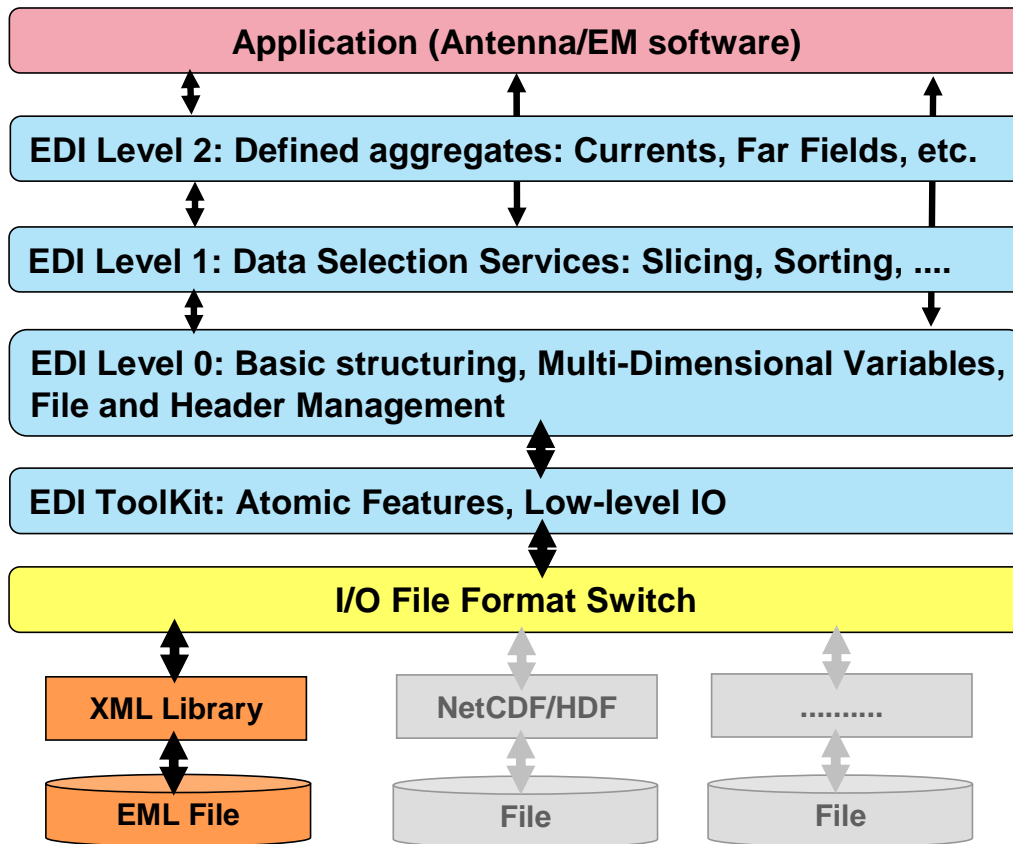 Application (Antenna/EM software)
EDI Level 2: Defined aggregates: Currents, Far Fields, etc.
EDI Level 1: Data Selection Services: Slicing, Sorting, ....
EDI Level 0: Basic structuring, Multi-Dimensional Variables,
File and Header Management
EDI ToolKit: Atomic Features, Low-level IO
I/O File Format Switch
XML Library
NetCDF/HDF
..........
EML File
File
File